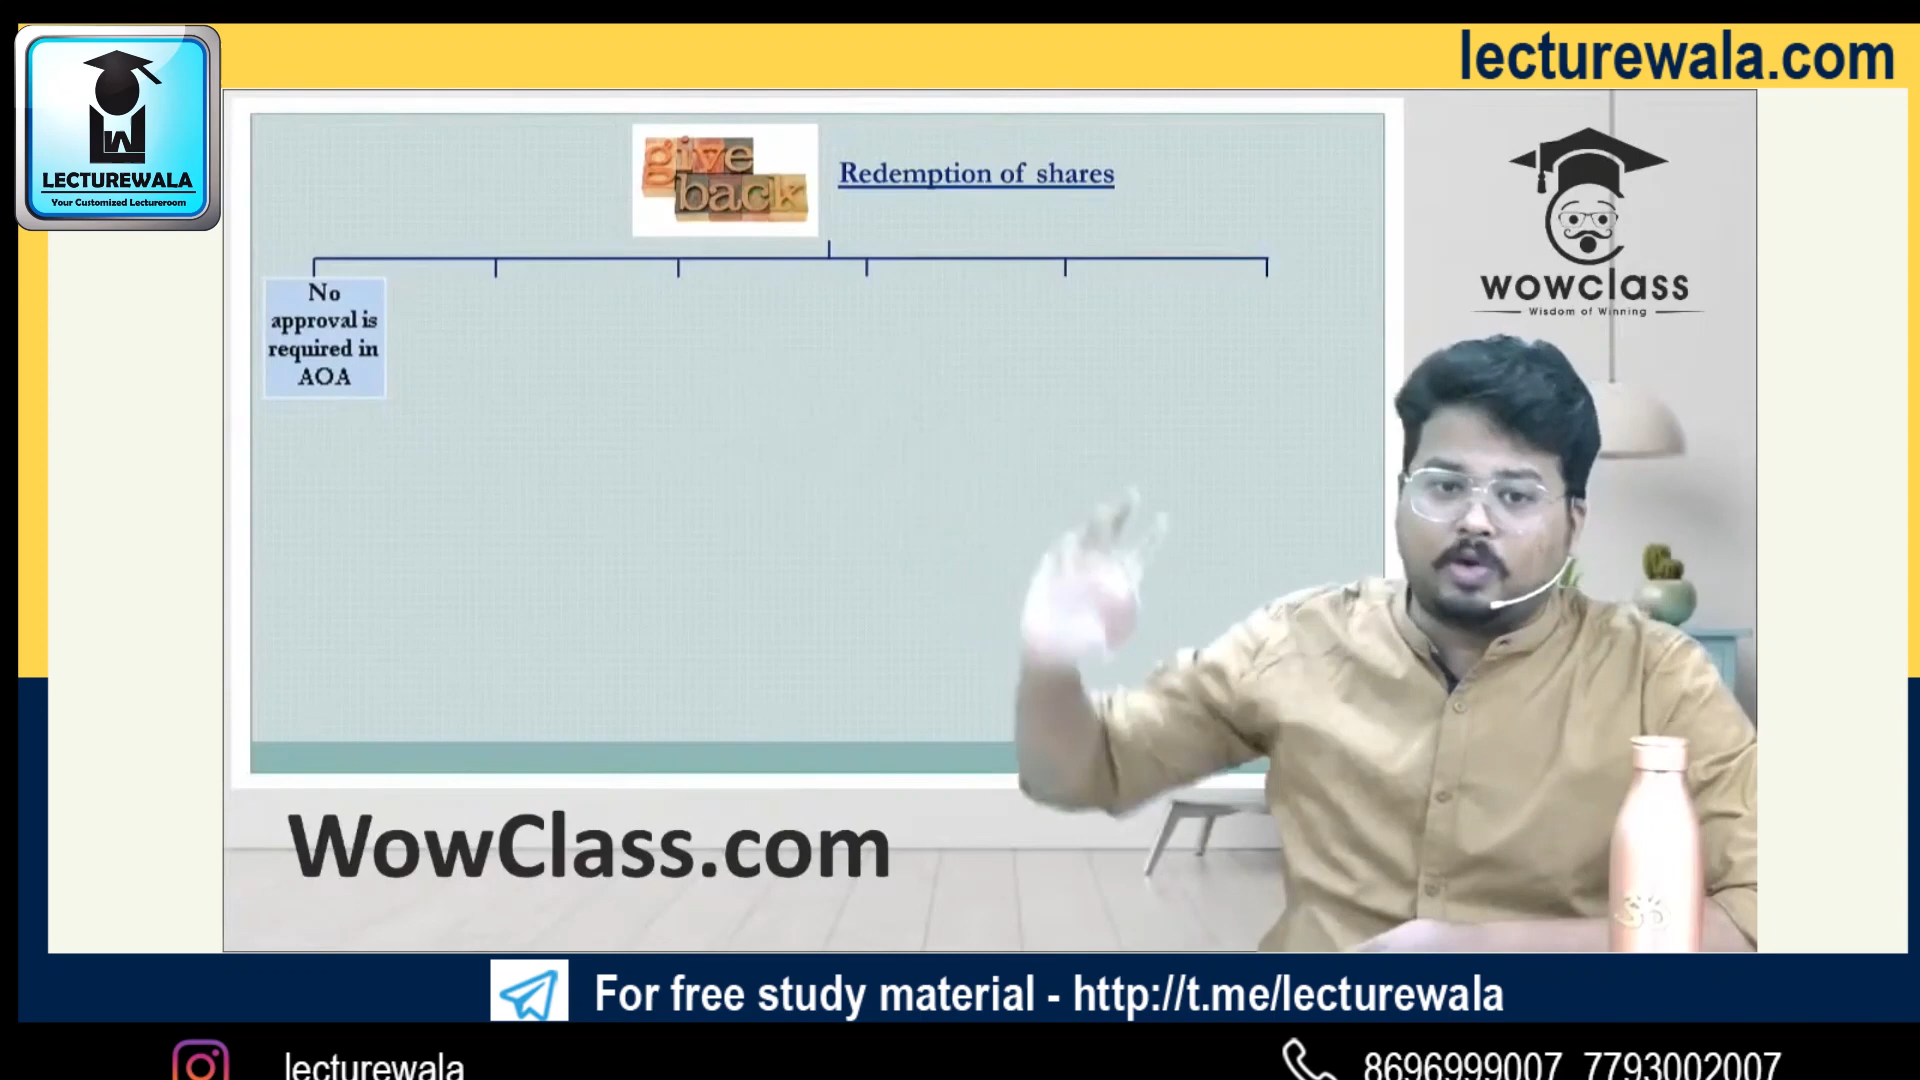 lecturewala.com
LW
LECTUREWALA
Your Customized Lectureroom
give
back
Redemption of shares
No
approval is
required in
AOA
wowclass
Wisdom of Winning
WowClass.com
For free study material - http://t.me/lecturewala
lecturewala
8696999007, 7793002007